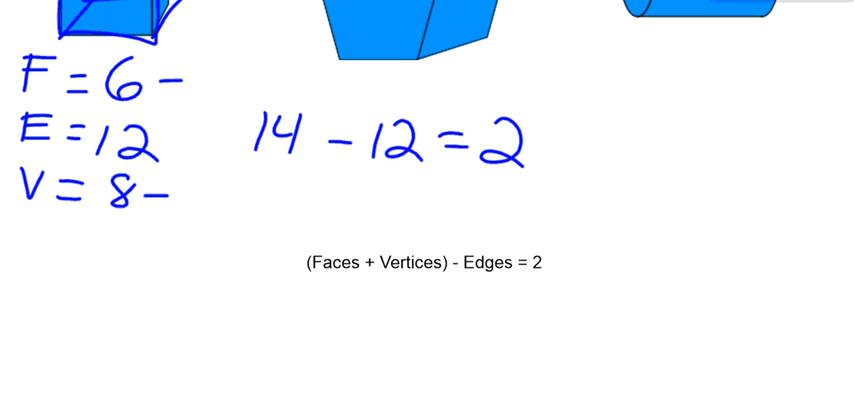 F = 6 -
E = 12
14 - 12 = 2
V = 8 -
(Faces + Vertices) - Edges = 2